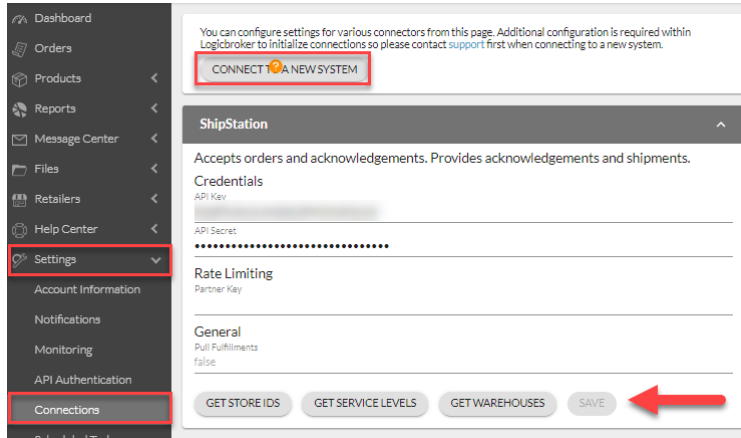 Dashboard
Orders
Products
Reports
Message Center
Files
Retailers
Help Center
Settings
Account Information
Notifications
Monitoring
API Authentication
Connections
You can configure settings for various connectors from this page. Additional configuration is required within
Logicbroker to initialize connections so please contact support first when connecting to a new system.
CONNECT TO A NEW SYSTEM
ShipStation
Accepts orders and acknowledgements. Provides acknowledgements and shipments.
Credentials
API Key
API Secret
••••••••••••••••••••••••••••••••
Rate Limiting
Partner Key
General
Pull Fulfillments
false
GET STORE IDS GET SERVICE LEVELS GET WAREHOUSES SAVE